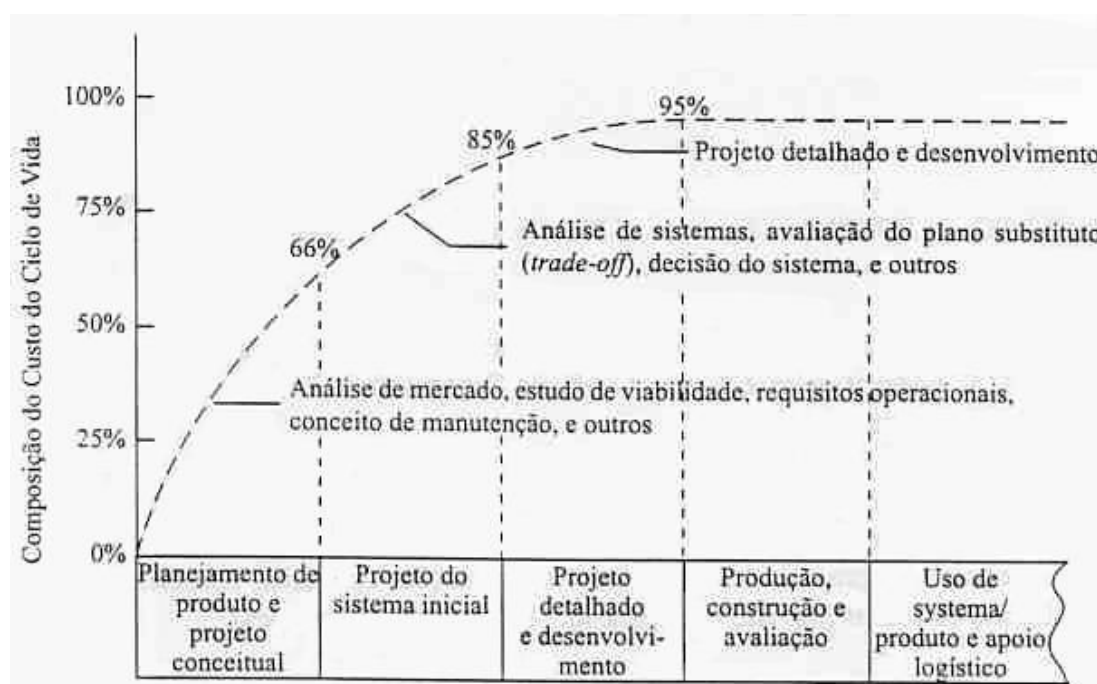 Composição do Custo do Ciclo de Vida
100%
75%
50%
25%
0%
66%
85%
95%
Projeto detalhado e desenvolvimento
Análise de sistemas, avaliação do plano substituto
(trade-off), decisão do sistema, e outros
Análise de mercado, estudo de viabilidade, requisitos operacionais,
conceito de manutenção, e outros
Planejamento de
produto e
projeto
conceitual
Projeto do
sistema inicial
Projeto
detalhado
e desenvolvi-
mento
Produção,
construção e
avaliação
Uso de
systema/
produto e apoio
logístico